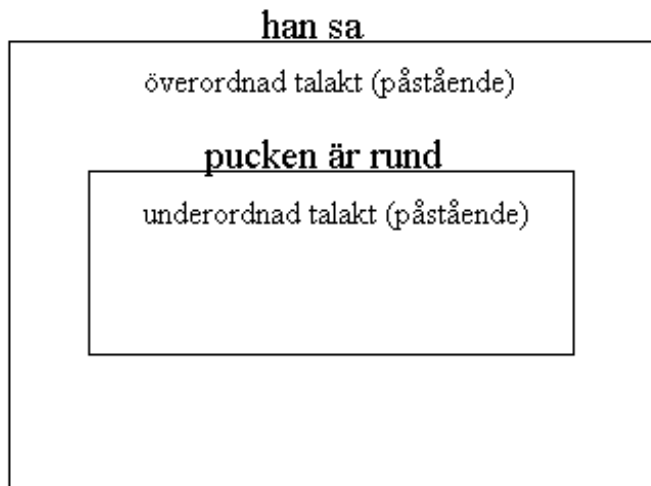 han sa
överordnad talakt (påstående)
pucken är rund
underordnad talakt (påstående)